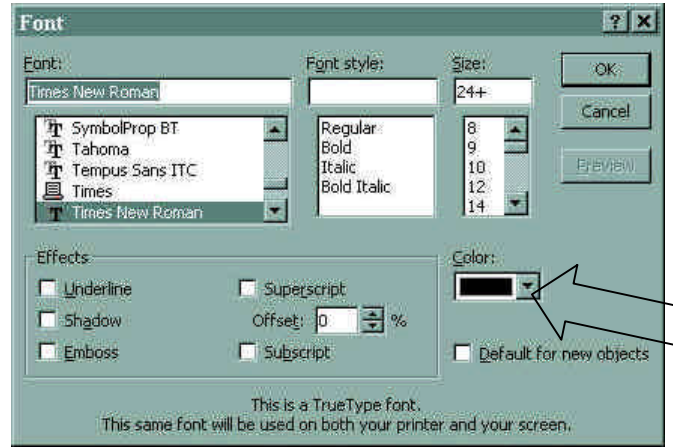 Font
Font:
Font style:
Size:
OK
Times New Roman
24+
Cancel
SymbolProp BT
Tahoma
Tempus Sans ITC
Times
Times New Roman
Regular
Bold
Italic
Bold Italic
8
9
10
12
14
Preview
Effects
Underline
Superscript
Shadow
Offset: 0 %
Emboss
Subscript
Color:
Default for new objects
This is a TrueType font.
This same font will be used on both your printer and your screen.